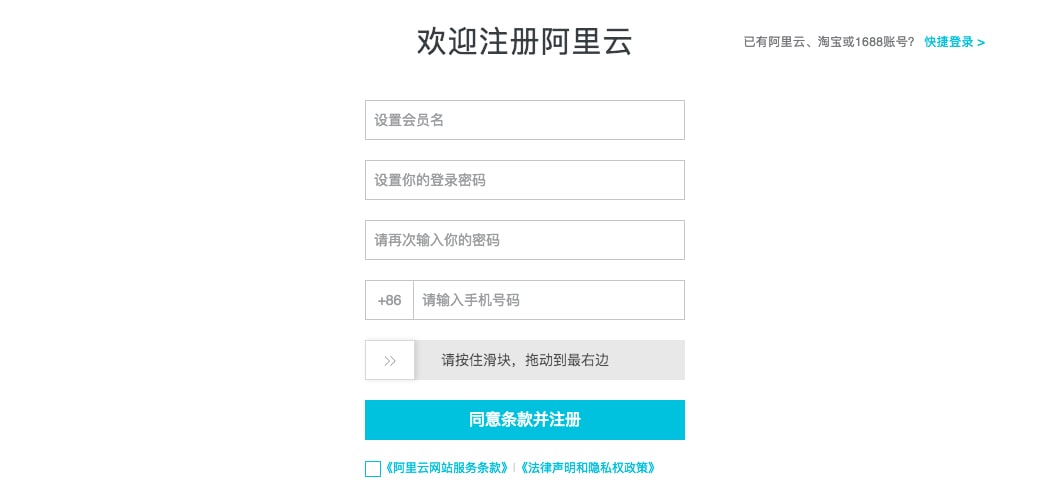 欢迎注册阿里云
已有阿里云、淘宝或1688账号? 快捷登录 >
设置会员名
设置你的登录密码
请再次输入你的密码
+86 请输入手机号码
>> 请按住滑块，拖动到最右边
同意条款并注册
《阿里云网站服务条款》|《法律声明和隐私权政策》